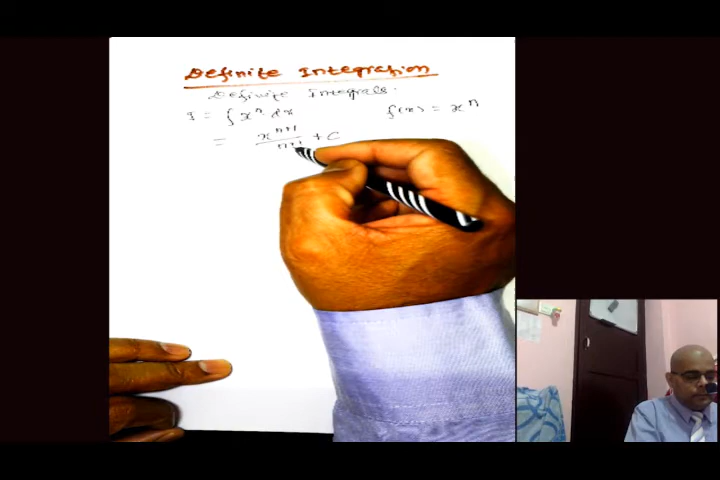 Definite Integration
Definite Integrals.
I = ∫ xⁿ dx f(x) = xⁿ
= xⁿ⁺¹/n+1 + C